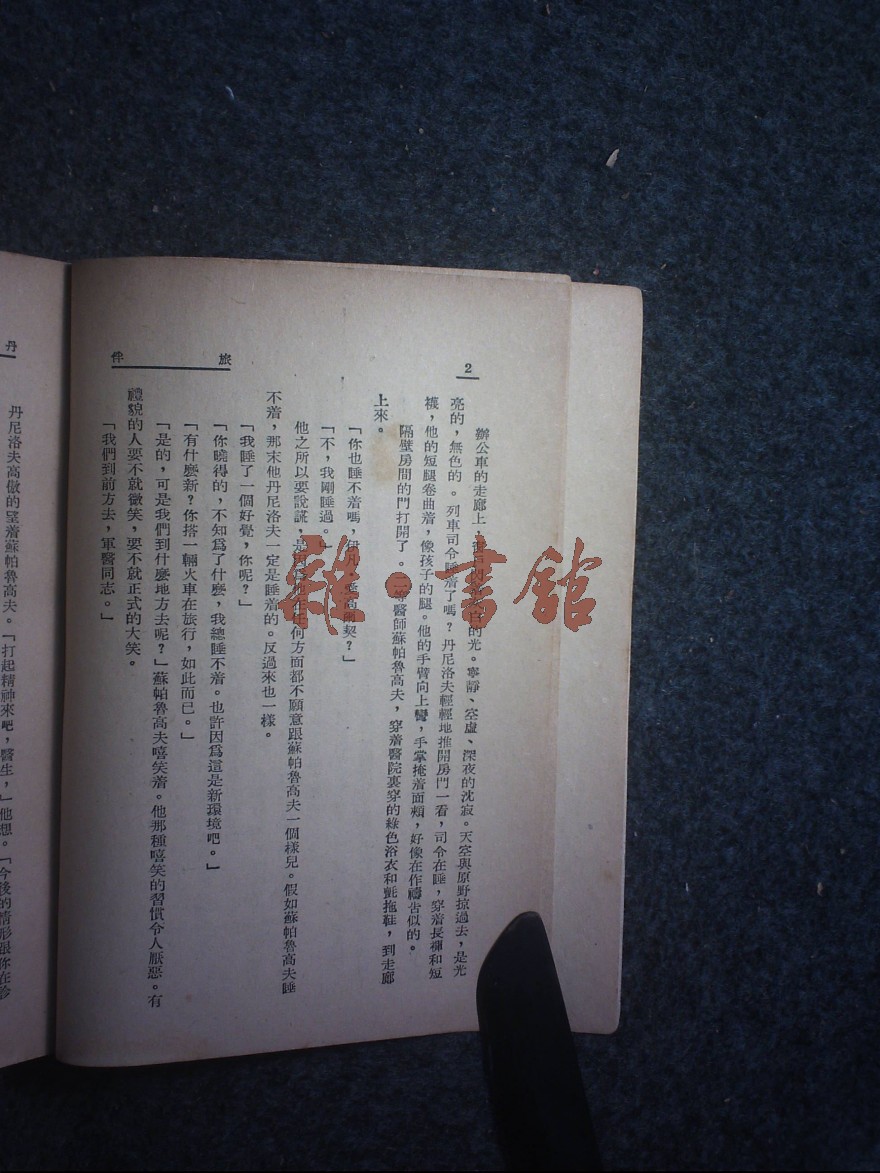 2
旅 伴
辦公車的走廊上，白的光。寧靜、空虛、深夜的沈寂。天空與原野掠過去，是光
亮的，無色的。列車司令睡着了嗎？丹尼洛夫輕輕地推開房門一看，司令在睡，穿着長褲和短
襪，他的短腿卷曲着，像孩子的腿。他的手臂向上彎，手掌掩着面頰，好像在作禱告似的。
隔壁房間的門打開了。二等醫師蘇帕魯高夫，穿着醫院裏穿的綠色浴衣和氈拖鞋，到走廊
上來。
「你也睡不着嗎，伊凡・高爾契？」
「不，我剛睡過。」
他之所以要說謊，是因爲他在任何方面都不願意跟蘇帕魯高夫一個樣兒。假如蘇帕魯高夫睡
不着，那末他丹尼洛夫一定是睡着的。反過來也一樣。
「我睡了一個好覺，你呢？」
「你曉得的，不知爲了什麼，我總睡不着。也許因爲這是新環境吧。」
「有什麼新？你搭一輛火車在旅行，如此而已。」
「是的，可是我們到什麼地方去呢？」蘇帕魯高夫嘻笑着。他那種嘻笑的習慣令人厭惡。有
禮貌的人要不就微笑，要不就正式的大笑。
「我們到前方去，軍醫同志。」
丹
丹尼洛夫高傲的望着蘇帕魯高夫。「打起精神來吧，醫生，」他想。「今後的情形跟你在診
雜・書館